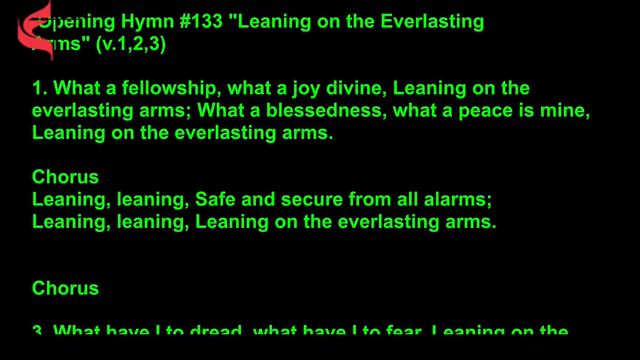 Opening Hymn #133 "Leaning on the Everlasting
Arms" (v.1,2,3)
1. What a fellowship, what a joy divine, Leaning on the
everlasting arms; What a blessedness, what a peace is mine,
Leaning on the everlasting arms.
Chorus
Leaning, leaning, Safe and secure from all alarms;
Leaning, leaning, Leaning on the everlasting arms.
Chorus
3. What have I to dread, what have I to fear, Leaning on the